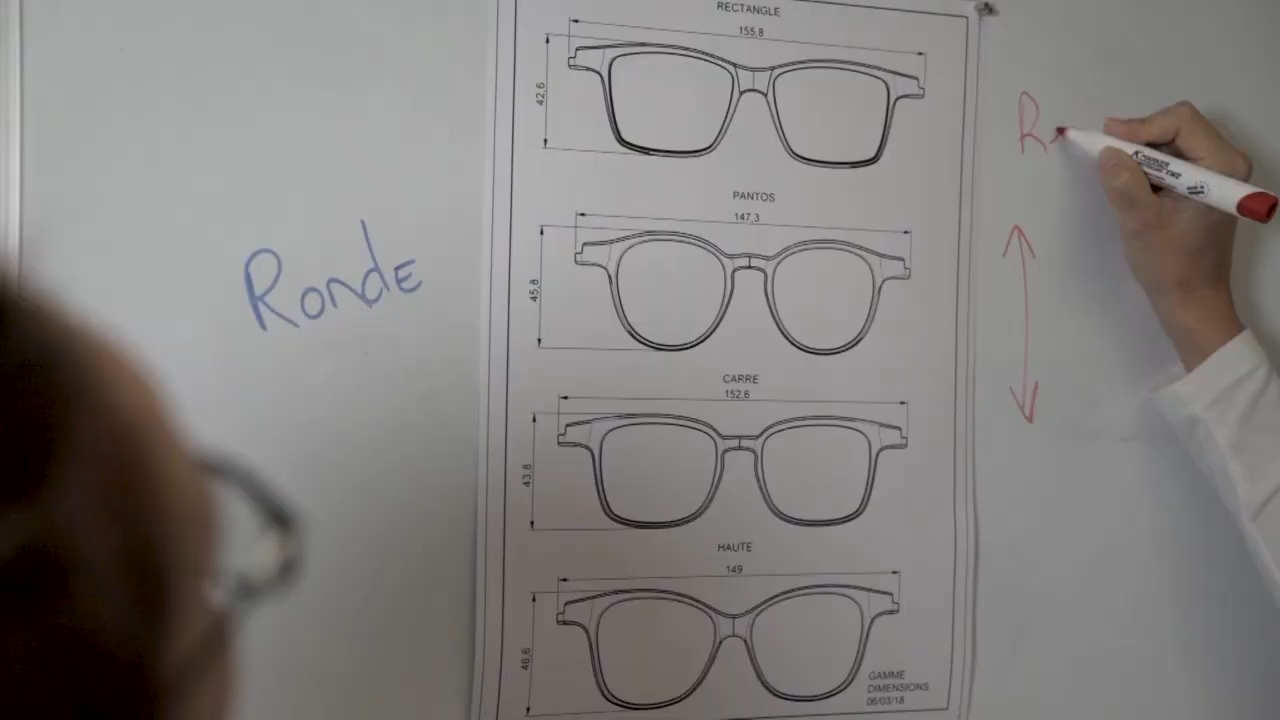 RECTANGLE
155,8
42,6
R
PANTOS
147,3
45,8
Ronde
CARRE
152,6
43,8
HAUTE
149
46,6
GAMME
DIMENSIONS
06/03/18